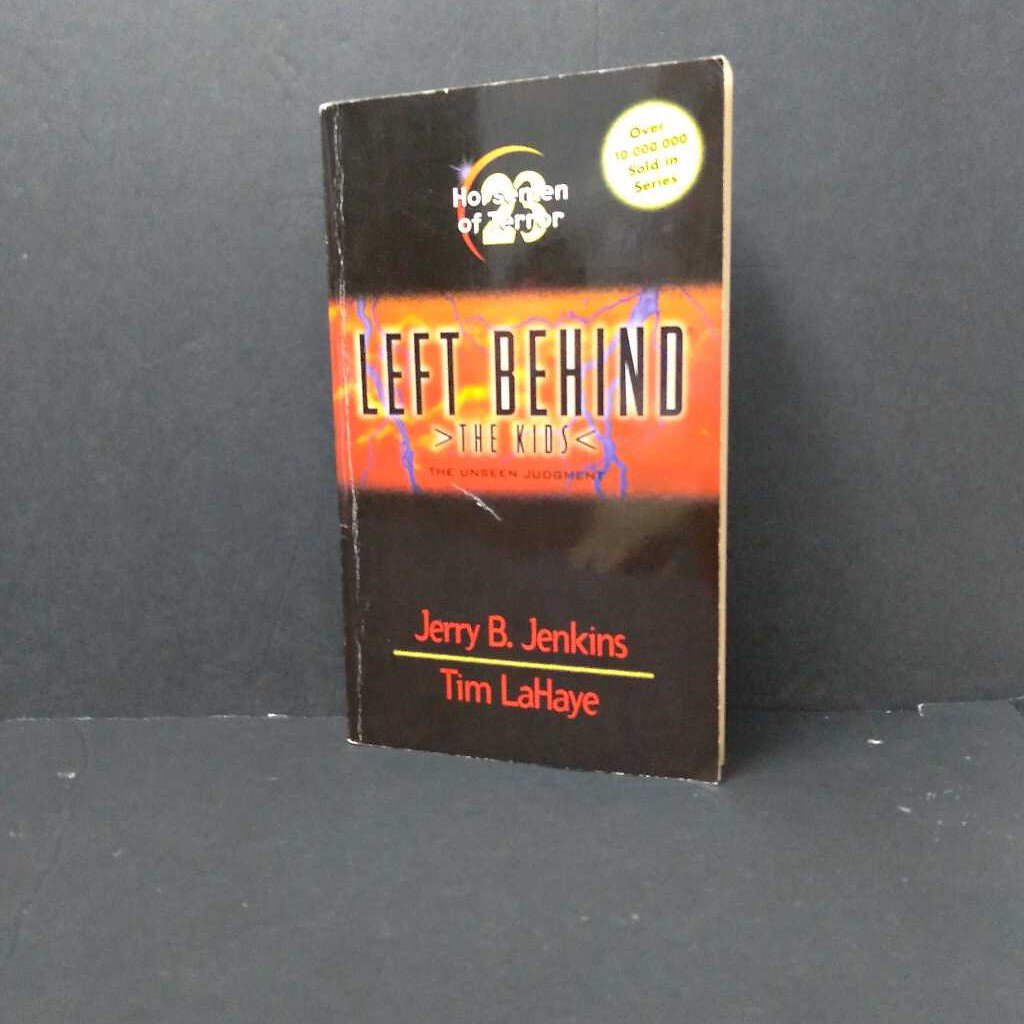 Over
10,000,000
Sold in
Series
23
Horsemen
of Terror
LEFT BEHIND
>THE KIDS<
THE UNSEEN JUDGMENT
Jerry B. Jenkins
Tim LaHaye